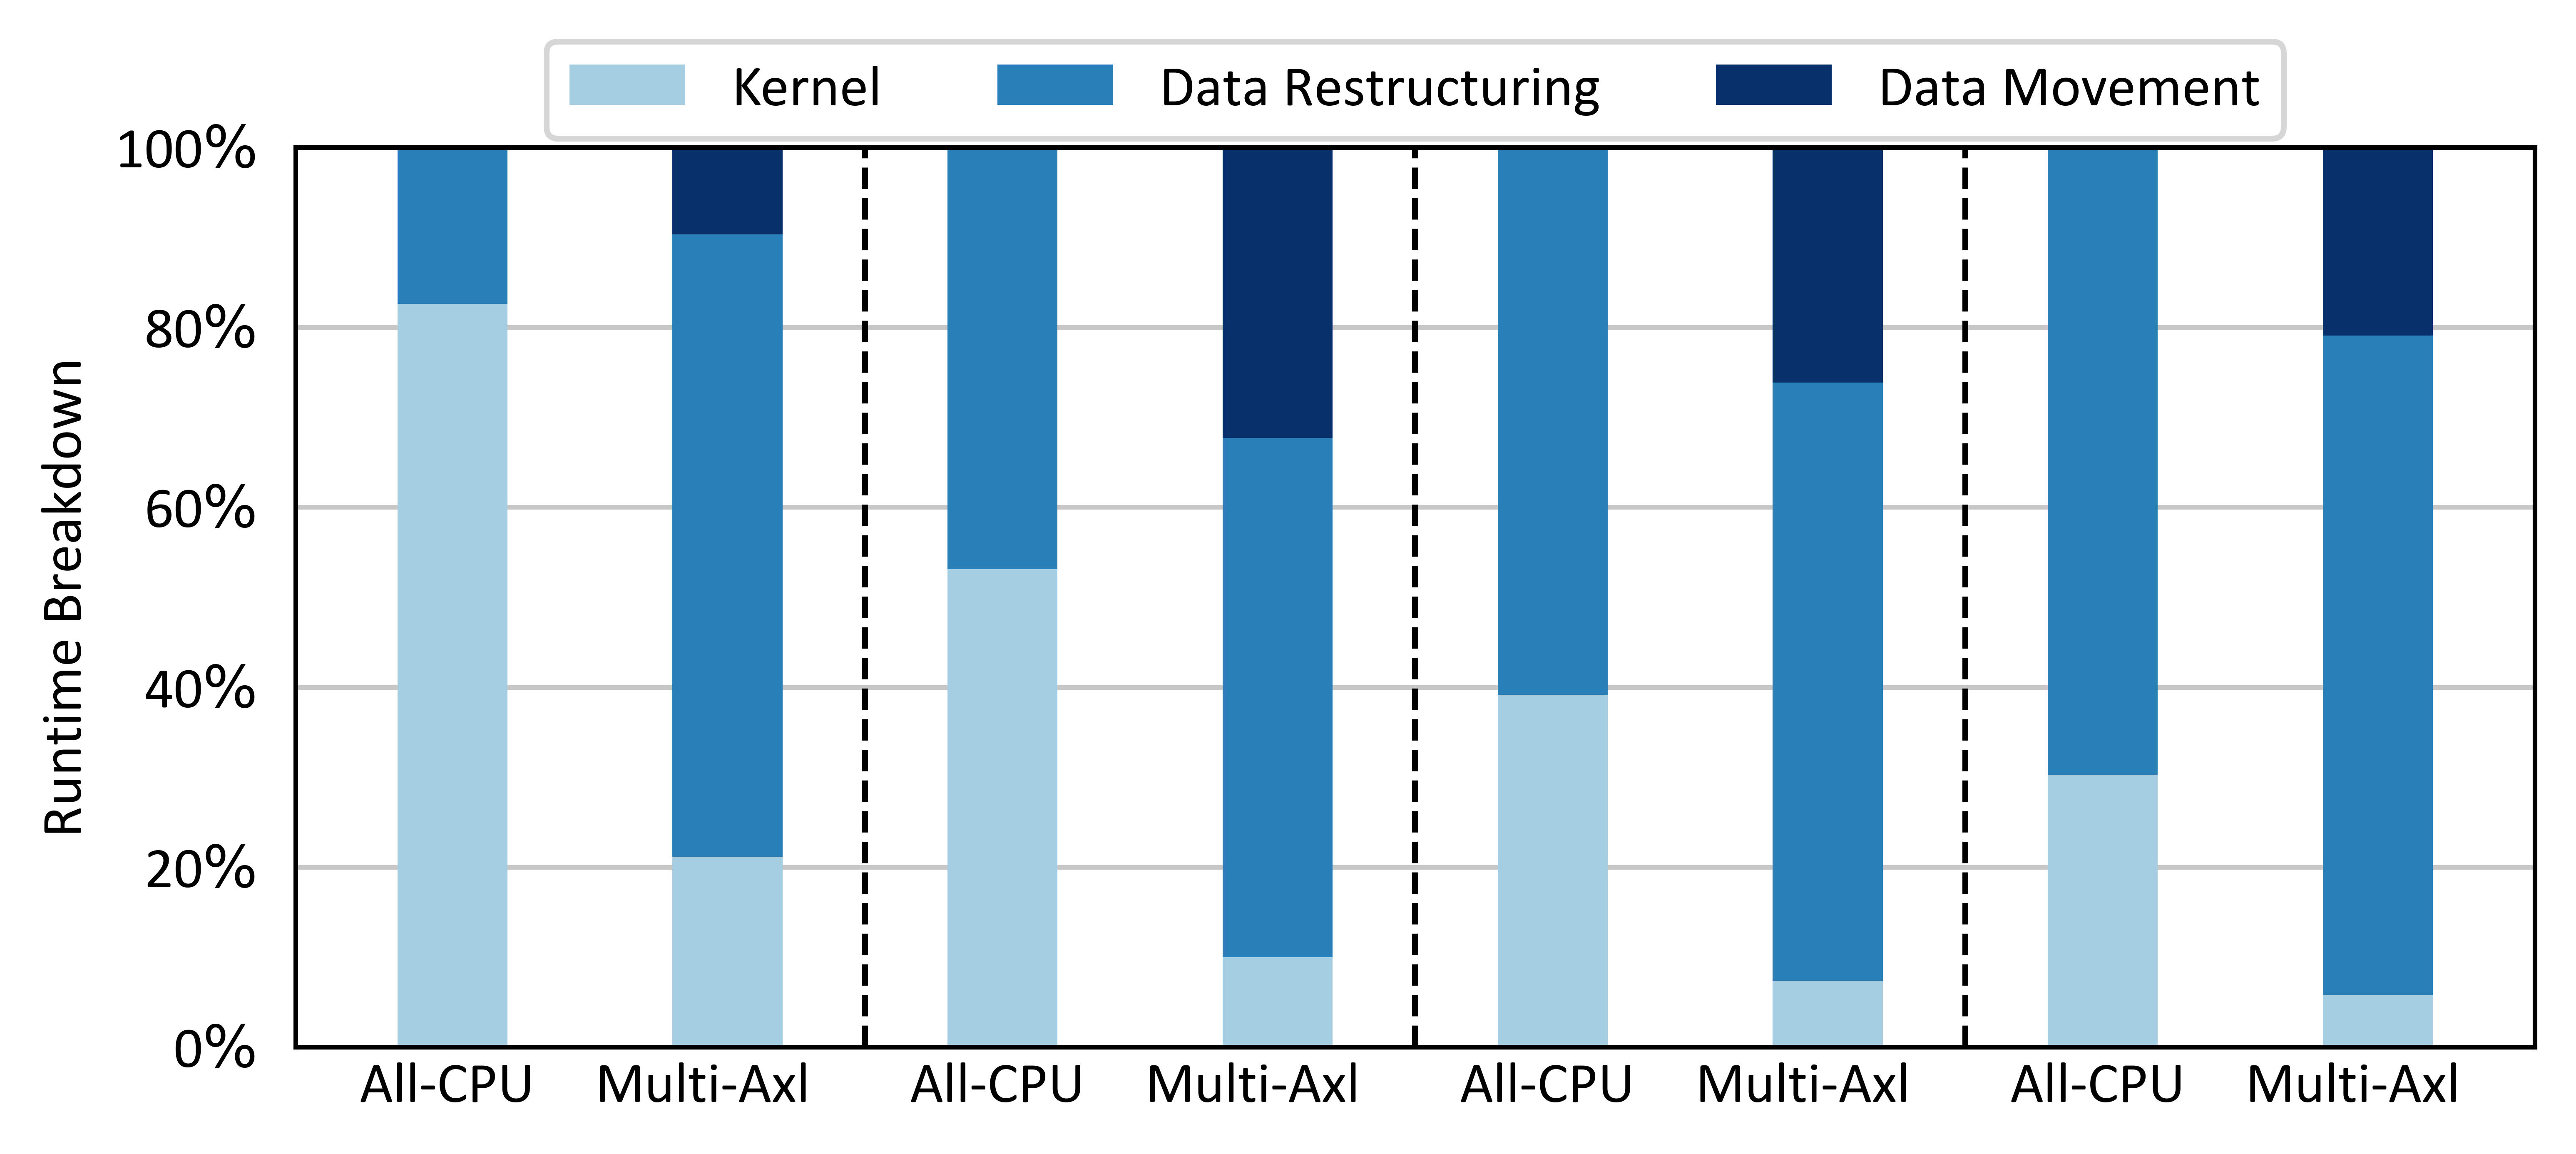 Kernel Data Restructuring Data Movement
100%
80%
60%
40%
20%
0%
Runtime Breakdown
All-CPU Multi-Axl All-CPU Multi-Axl All-CPU Multi-Axl All-CPU Multi-Axl